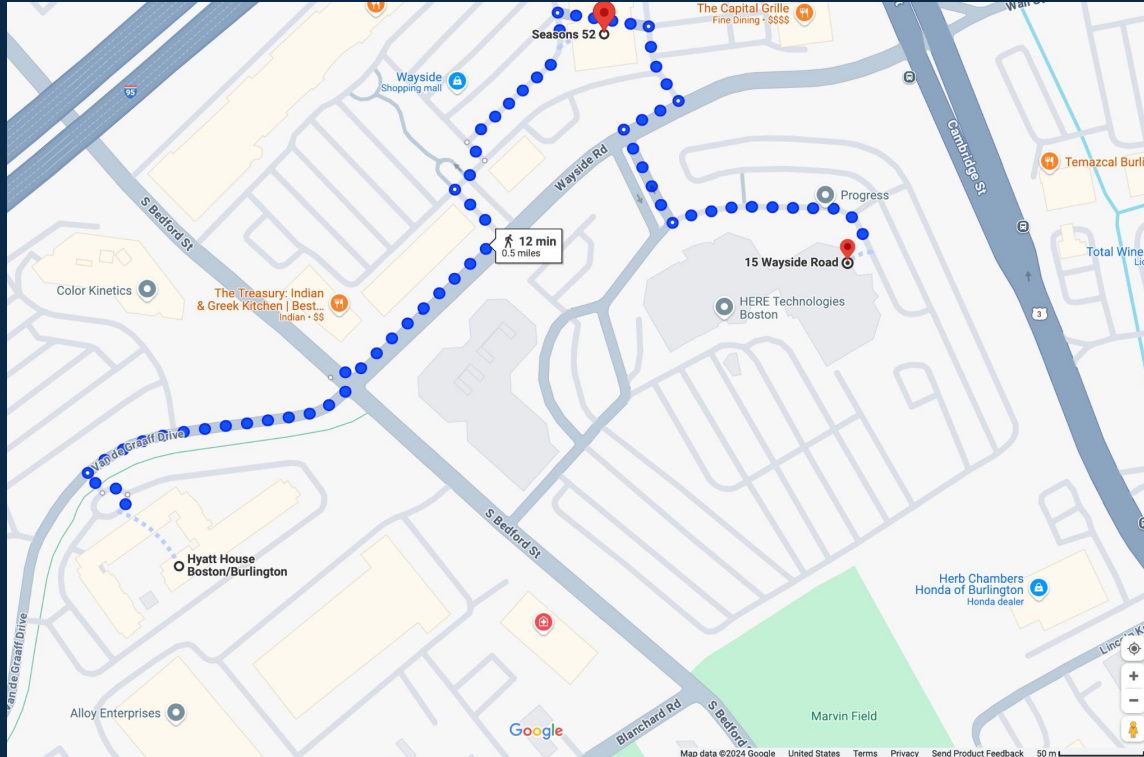 The Capital Grille
Fine Dining • $$$$
Seasons 52
Wayside
Shopping mall
95
Wayside Rd
Cambridge St
Temazcal Burli
S Bedford St
Progress
12 min
0.5 miles
15 Wayside Road
Total Wine
Color Kinetics
The Treasury: Indian
& Greek Kitchen | Best...
Indian • $$
HERE Technologies
Boston
3
Van de Graaff Drive
S Bedford St
Hyatt House
Boston/Burlington
Herb Chambers
Honda of Burlington
Honda dealer
Van de Graaff Drive
Alloy Enterprises
Google
Blanchard Rd
S Bedford
Marvin Field
Map data ©2024 Google United States Terms Privacy Send Product Feedback 50 m